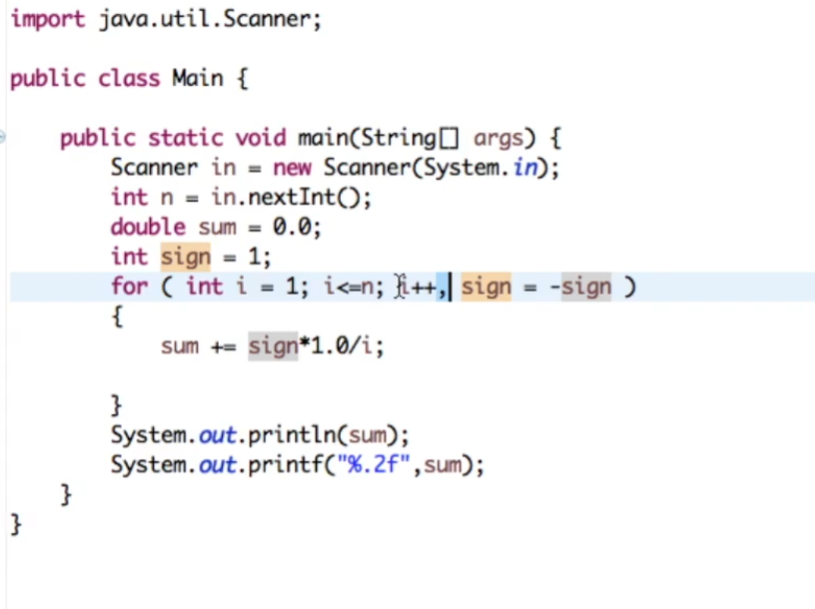 import java.util.Scanner;
public class Main {
public static void main(String[] args) {
Scanner in = new Scanner(System.in);
int n = in.nextInt();
double sum = 0.0;
int sign = 1;
for ( int i = 1; i<=n; i++, sign = -sign )
{
sum += sign*1.0/i;
}
System.out.println(sum);
System.out.printf("%.2f",sum);
}
}